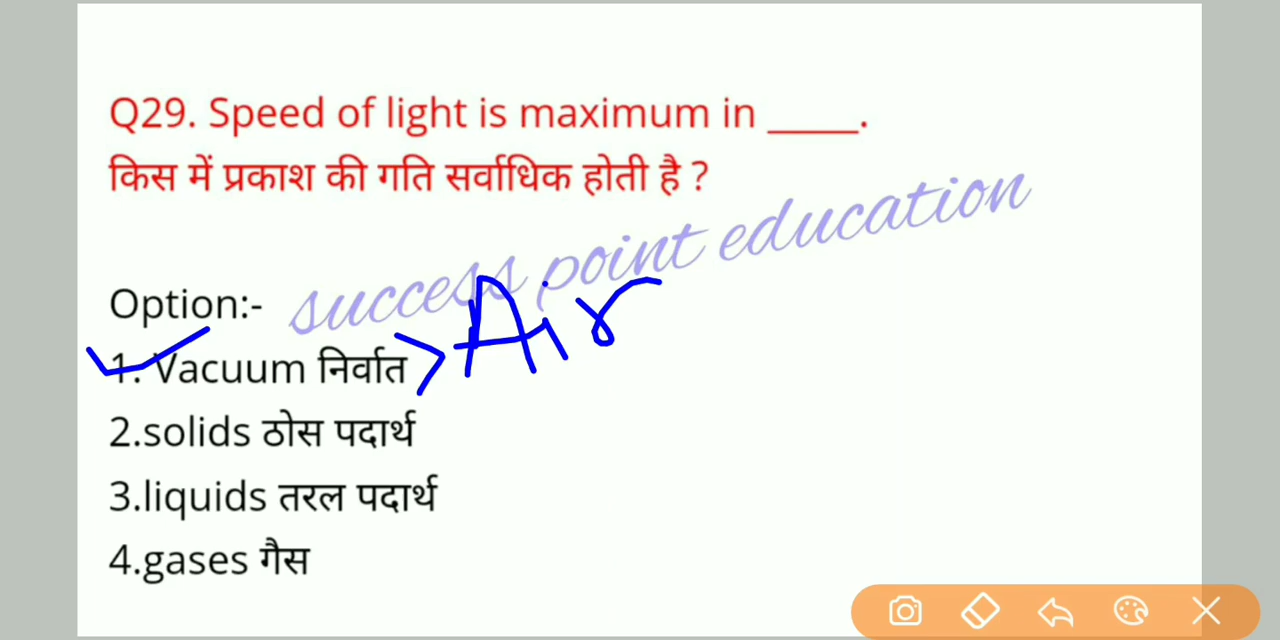 Q29. Speed of light is maximum in _____.
किस में प्रकाश की गति सर्वाधिक होती है ?
success point education
Option:-
1. Vacuum निर्वात > Air
2.solids ठोस पदार्थ
3.liquids तरल पदार्थ
4.gases गैस